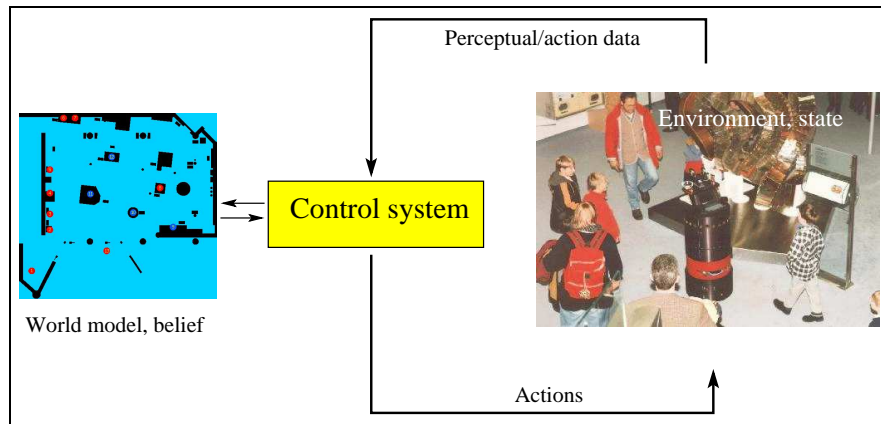 Perceptual/action data
Environment, state
Control system
World model, belief
Actions